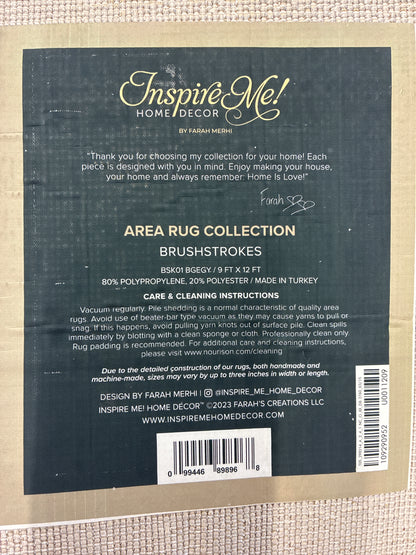 Inspire Me!
HOME DECOR
BY FARAH MERHI
"Thank you for choosing my collection for your home! Each
piece is designed with you in mind. Enjoy making your house,
your home and always remember: Home Is Love!"
Farah
AREA RUG COLLECTION
BRUSHSTROKES
BSK01 BGEGY / 9 FT X 12 FT
80% POLYPROPYLENE, 20% POLYESTER / MADE IN TURKEY
CARE & CLEANING INSTRUCTIONS
Vacuum regularly. Pile shedding is a normal characteristic of quality area
rugs. Avoid use of beater-bar type vacuum as they may cause yarns to pull or
snag. If this happens, avoid pulling yarn knots out of surface pile. Clean spills
immediately by blotting with a clean sponge or cloth. Professionally clean only.
Rug padding is recommended. For additional care and cleaning instructions,
please visit www.nourison.com/cleaning
Due to the detailed construction of our rugs, both handmade and
machine-made, sizes may vary by up to three inches in width or length.
DESIGN BY FARAH MERHI I @INSPIRE_ME_HOME_DECOR
INSPIRE ME! HOME DÉCOR™ ©2023 FARAH'S CREATIONS LLC
WWW.INSPIREMEHOMEDECOR.COM
0 99446 89896 8
109290952
U0011209